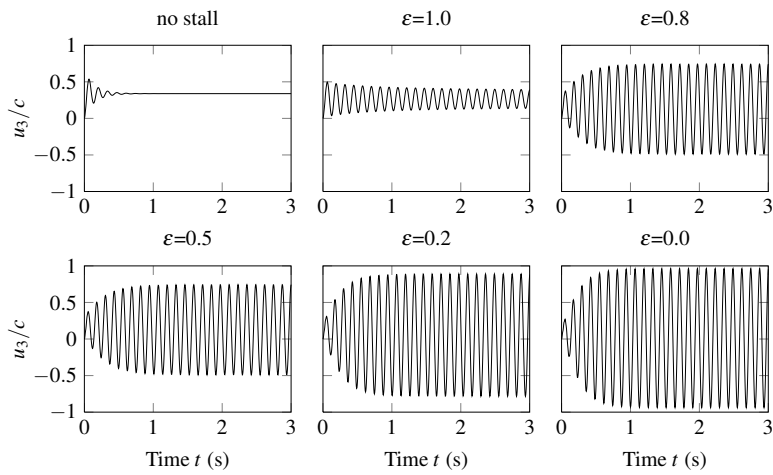 no stall
ε=1.0
ε=0.8
1
0.5
0
−0.5
−1
u3/c
0 1 2 3
0 1 2 3
0 1 2 3
ε=0.5
ε=0.2
ε=0.0
1
0.5
0
−0.5
−1
u3/c
0 1 2 3
0 1 2 3
0 1 2 3
Time t (s)
Time t (s)
Time t (s)